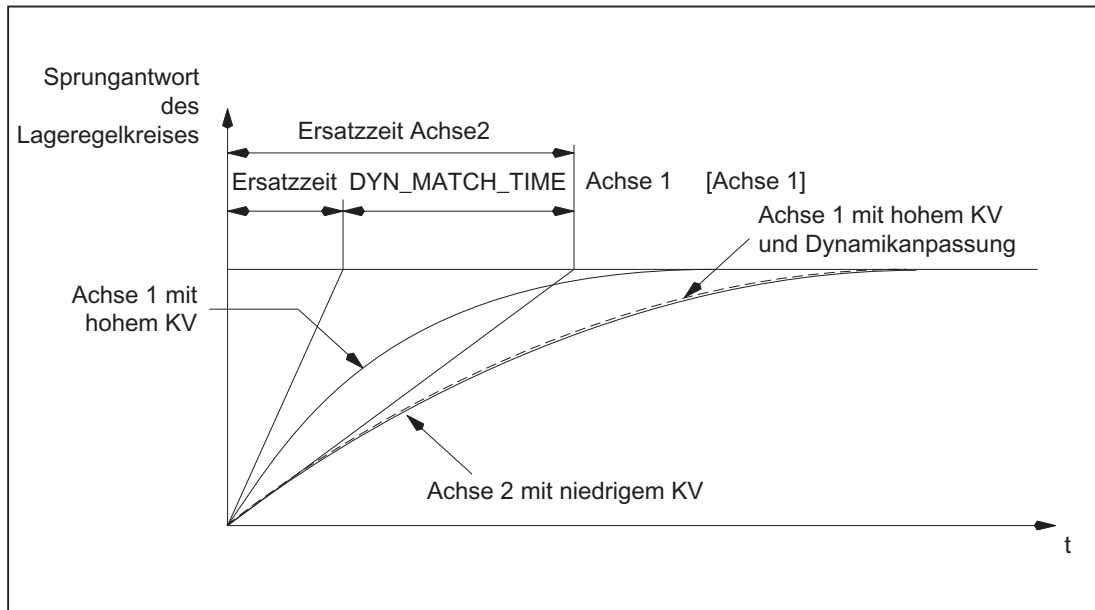 Sprungantwort
des
Lageregelkreises
Ersatzzeit Achse2
Ersatzzeit DYN_MATCH_TIME Achse 1 [Achse 1]
Achse 1 mit hohem KV
und Dynamikanpassung
Achse 1 mit
hohem KV
Achse 2 mit niedrigem KV
t